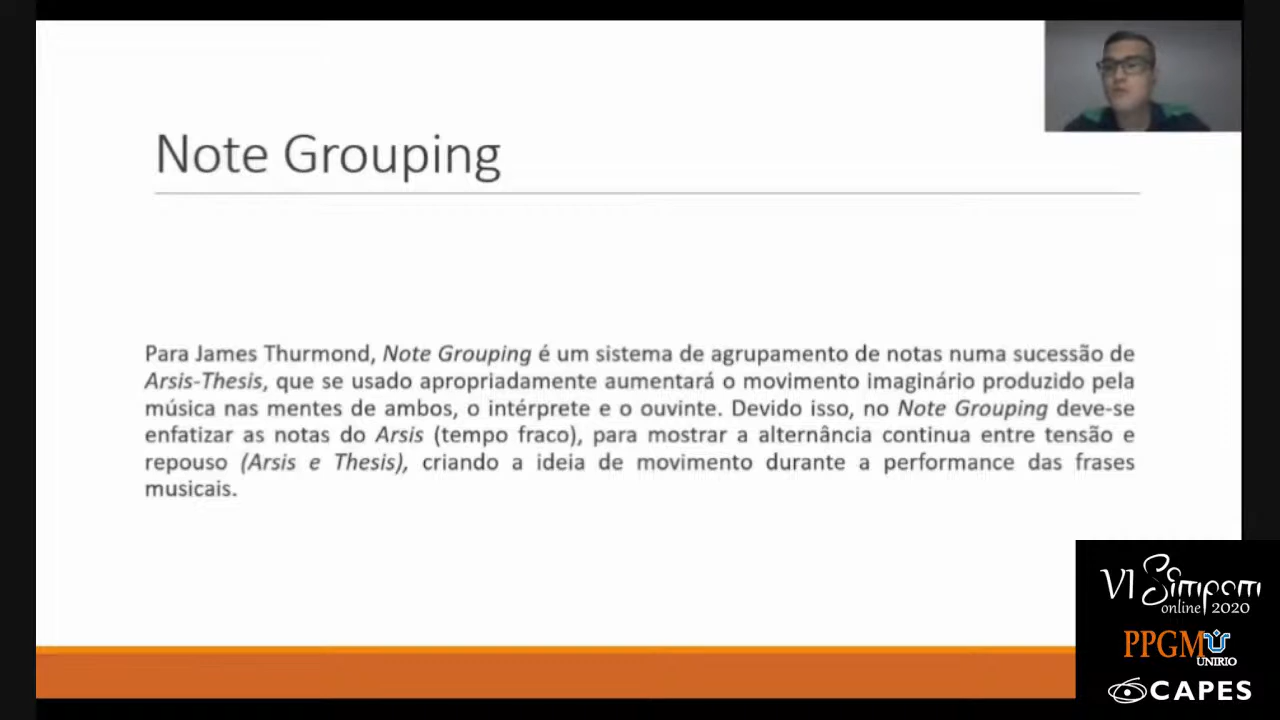 Note Grouping
Para James Thurmond, Note Grouping é um sistema de agrupamento de notas numa sucessão de
Arsis-Thesis, que se usado apropriadamente aumentará o movimento imaginário produzido pela
música nas mentes de ambos, o intérprete e o ouvinte. Devido isso, no Note Grouping deve-se
enfatizar as notas do Arsis (tempo fraco), para mostrar a alternância continua entre tensão e
repouso (Arsis e Thesis), criando a ideia de movimento durante a performance das frases
musicais.
VI Simpom
online 2020
PPGM
UNIRIO
CAPES